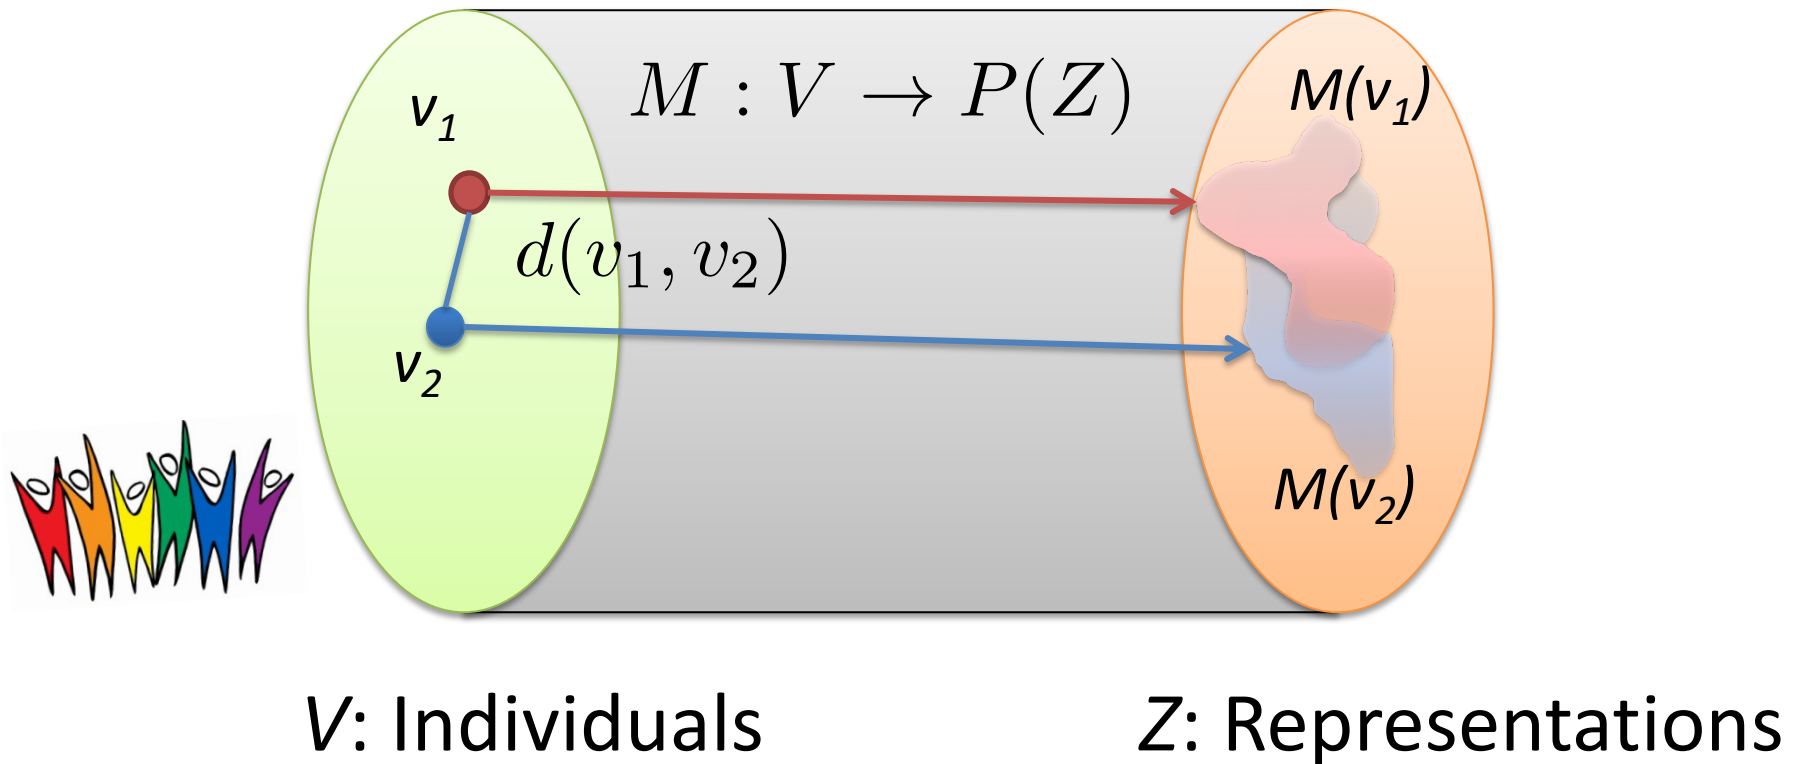 M : V → P(Z)
v1
M(v1)
d(v1, v2)
v2
M(v2)
V: Individuals
Z: Representations